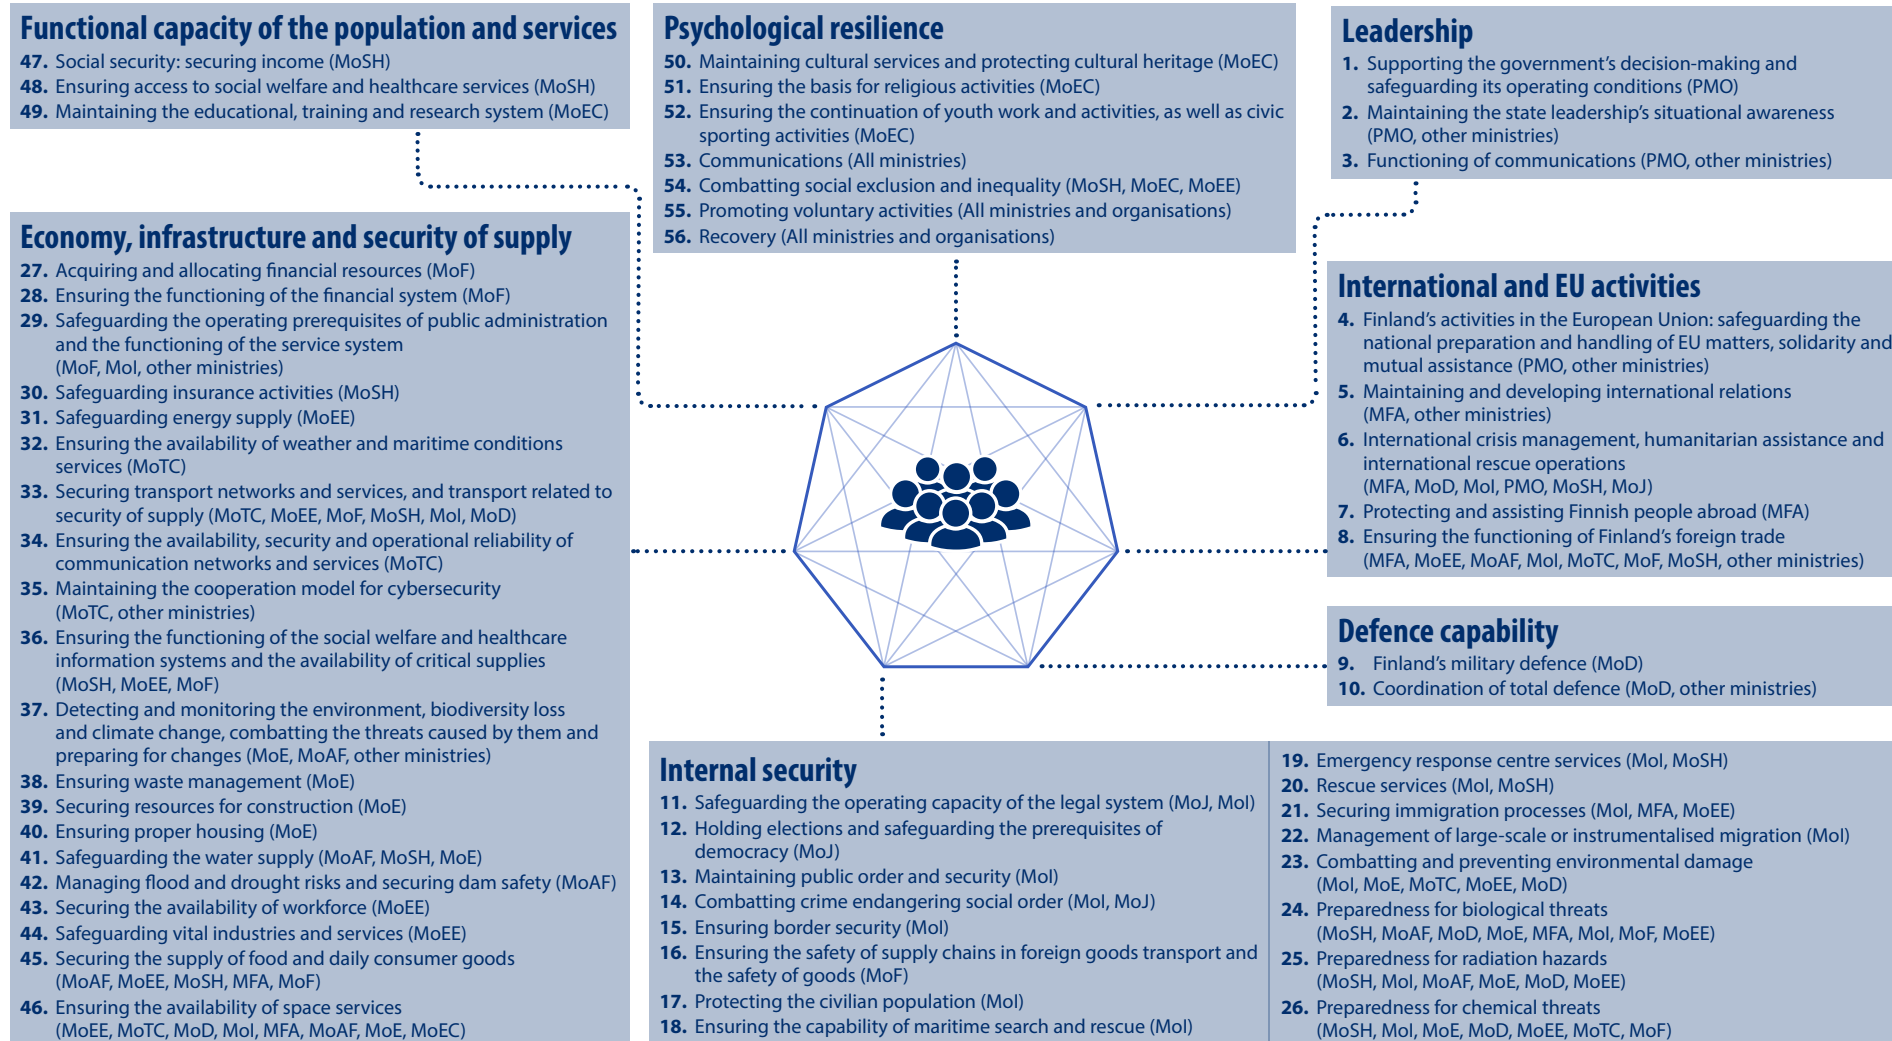 Functional capacity of the population and services
47. Social security: securing income (MoSH)
48. Ensuring access to social welfare and healthcare services (MoSH)
49. Maintaining the educational, training and research system (MoEC)
Psychological resilience
50. Maintaining cultural services and protecting cultural heritage (MoEC)
51. Ensuring the basis for religious activities (MoEC)
52. Ensuring the continuation of youth work and activities, as well as civic
sporting activities (MoEC)
53. Communications (All ministries)
54. Combatting social exclusion and inequality (MoSH, MoEC, MoEE)
55. Promoting voluntary activities (All ministries and organisations)
56. Recovery (All ministries and organisations)
Leadership
1. Supporting the government's decision-making and
safeguarding its operating conditions (PMO)
2. Maintaining the state leadership's situational awareness
(PMO, other ministries)
3. Functioning of communications (PMO, other ministries)
Economy, infrastructure and security of supply
27. Acquiring and allocating financial resources (MoF)
28. Ensuring the functioning of the financial system (MoF)
29. Safeguarding the operating prerequisites of public administration
and the functioning of the service system
(MoF, MoI, other ministries)
30. Safeguarding insurance activities (MoSH)
31. Safeguarding energy supply (MoEE)
32. Ensuring the availability of weather and maritime conditions
services (MoTC)
33. Securing transport networks and services, and transport related to
security of supply (MoTC, MoEE, MoF, MoSH, MoI, MoD)
34. Ensuring the availability, security and operational reliability of
communication networks and services (MoTC)
35. Maintaining the cooperation model for cybersecurity
(MoTC, other ministries)
36. Ensuring the functioning of the social welfare and healthcare
information systems and the availability of critical supplies
(MoSH, MoEE, MoF)
37. Detecting and monitoring the environment, biodiversity loss
and climate change, combatting the threats caused by them and
preparing for changes (MoE, MoAF, other ministries)
38. Ensuring waste management (MoE)
39. Securing resources for construction (MoE)
40. Ensuring proper housing (MoE)
41. Safeguarding the water supply (MoAF, MoSH, MoE)
42. Managing flood and drought risks and securing dam safety (MoAF)
43. Securing the availability of workforce (MoEE)
44. Safeguarding vital industries and services (MoEE)
45. Securing the supply of food and daily consumer goods
(MoAF, MoEE, MoSH, MFA, MoF)
46. Ensuring the availability of space services
(MoEE, MoTC, MoD, MoI, MFA, MoAF, MoE, MoEC)
International and EU activities
4. Finland's activities in the European Union: safeguarding the
national preparation and handling of EU matters, solidarity and
mutual assistance (PMO, other ministries)
5. Maintaining and developing international relations
(MFA, other ministries)
6. International crisis management, humanitarian assistance and
international rescue operations
(MFA, MoD, MoI, PMO, MoSH, MoJ)
7. Protecting and assisting Finnish people abroad (MFA)
8. Ensuring the functioning of Finland's foreign trade
(MFA, MoEE, MoAF, MoI, MoTC, MoF, MoSH, other ministries)
Defence capability
9. Finland's military defence (MoD)
10. Coordination of total defence (MoD, other ministries)
Internal security
11. Safeguarding the operating capacity of the legal system (MoJ, MoI)
12. Holding elections and safeguarding the prerequisites of
democracy (MoJ)
13. Maintaining public order and security (MoI)
14. Combatting crime endangering social order (MoI, MoJ)
15. Ensuring border security (MoI)
16. Ensuring the safety of supply chains in foreign goods transport and
the safety of goods (MoF)
17. Protecting the civilian population (MoI)
18. Ensuring the capability of maritime search and rescue (MoI)
19. Emergency response centre services (MoI, MoSH)
20. Rescue services (MoI, MoSH)
21. Securing immigration processes (MoI, MFA, MoEE)
22. Management of large-scale or instrumentalised migration (MoI)
23. Combatting and preventing environmental damage
(MoI, MoE, MoTC, MoEE, MoD)
24. Preparedness for biological threats
(MoSH, MoAF, MoD, MoE, MFA, MoI, MoF, MoEE)
25. Preparedness for radiation hazards
(MoSH, MoI, MoAF, MoE, MoD, MoEE)
26. Preparedness for chemical threats
(MoSH, MoI, MoE, MoD, MoEE, MoTC, MoF)